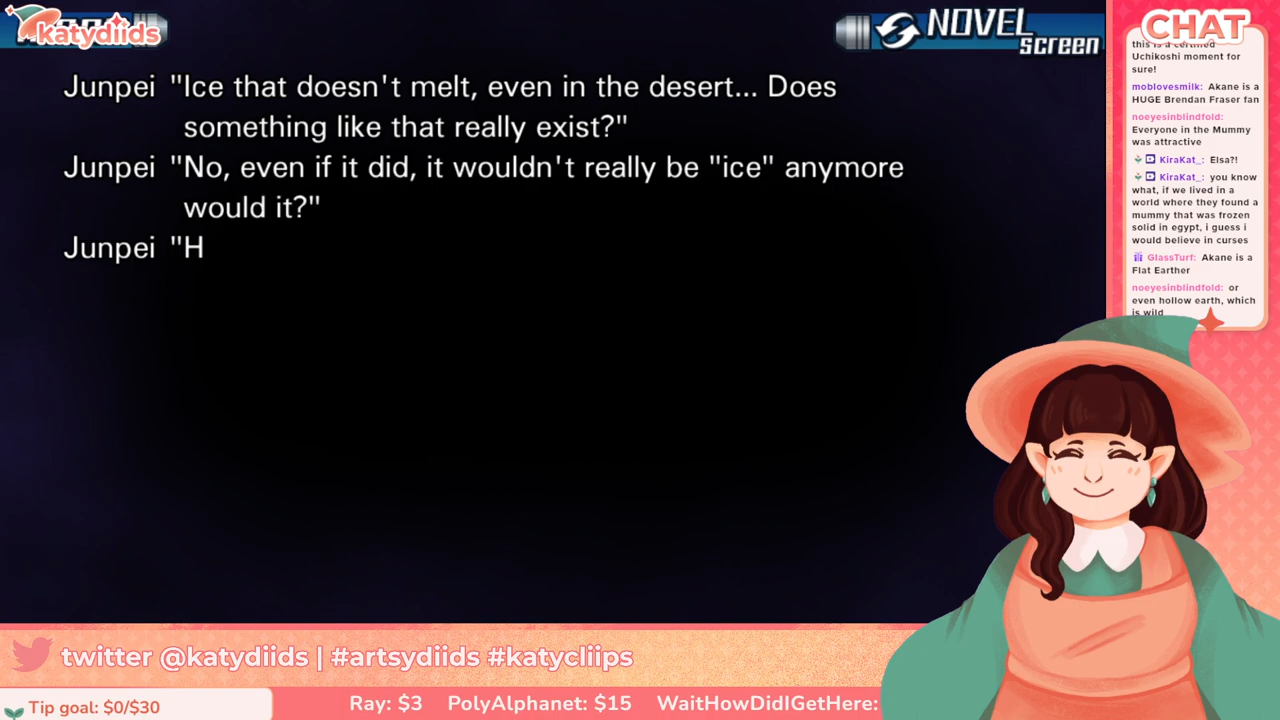 katydiids
NOVEL
Screen
CHAT
Junpei "Ice that doesn't melt, even in the desert... Does
something like that really exist?"
Junpei "No, even if it did, it wouldn't really be "ice" anymore
would it?"
Junpei "H
this is a certified
Uchikoshi moment for
sure!
moblovesmilk: Akane is a
HUGE Brendan Fraser fan
noeyesinblindfold:
Everyone in the Mummy
was attractive
KiraKat_: Elsa?!
KiraKat_: you know
what, if we lived in a
world where they found a
mummy that was frozen
solid in egypt, i guess i
would believe in curses
GlassTurf: Akane is a
Flat Earther
noeyesinblindfold: or
even hollow earth, which
is wild
twitter @katydiids | #artsydiids #katycliips
Tip goal: $0/$30
Ray: $3 PolyAlphanet: $15 WaitHowDidIGetHere: